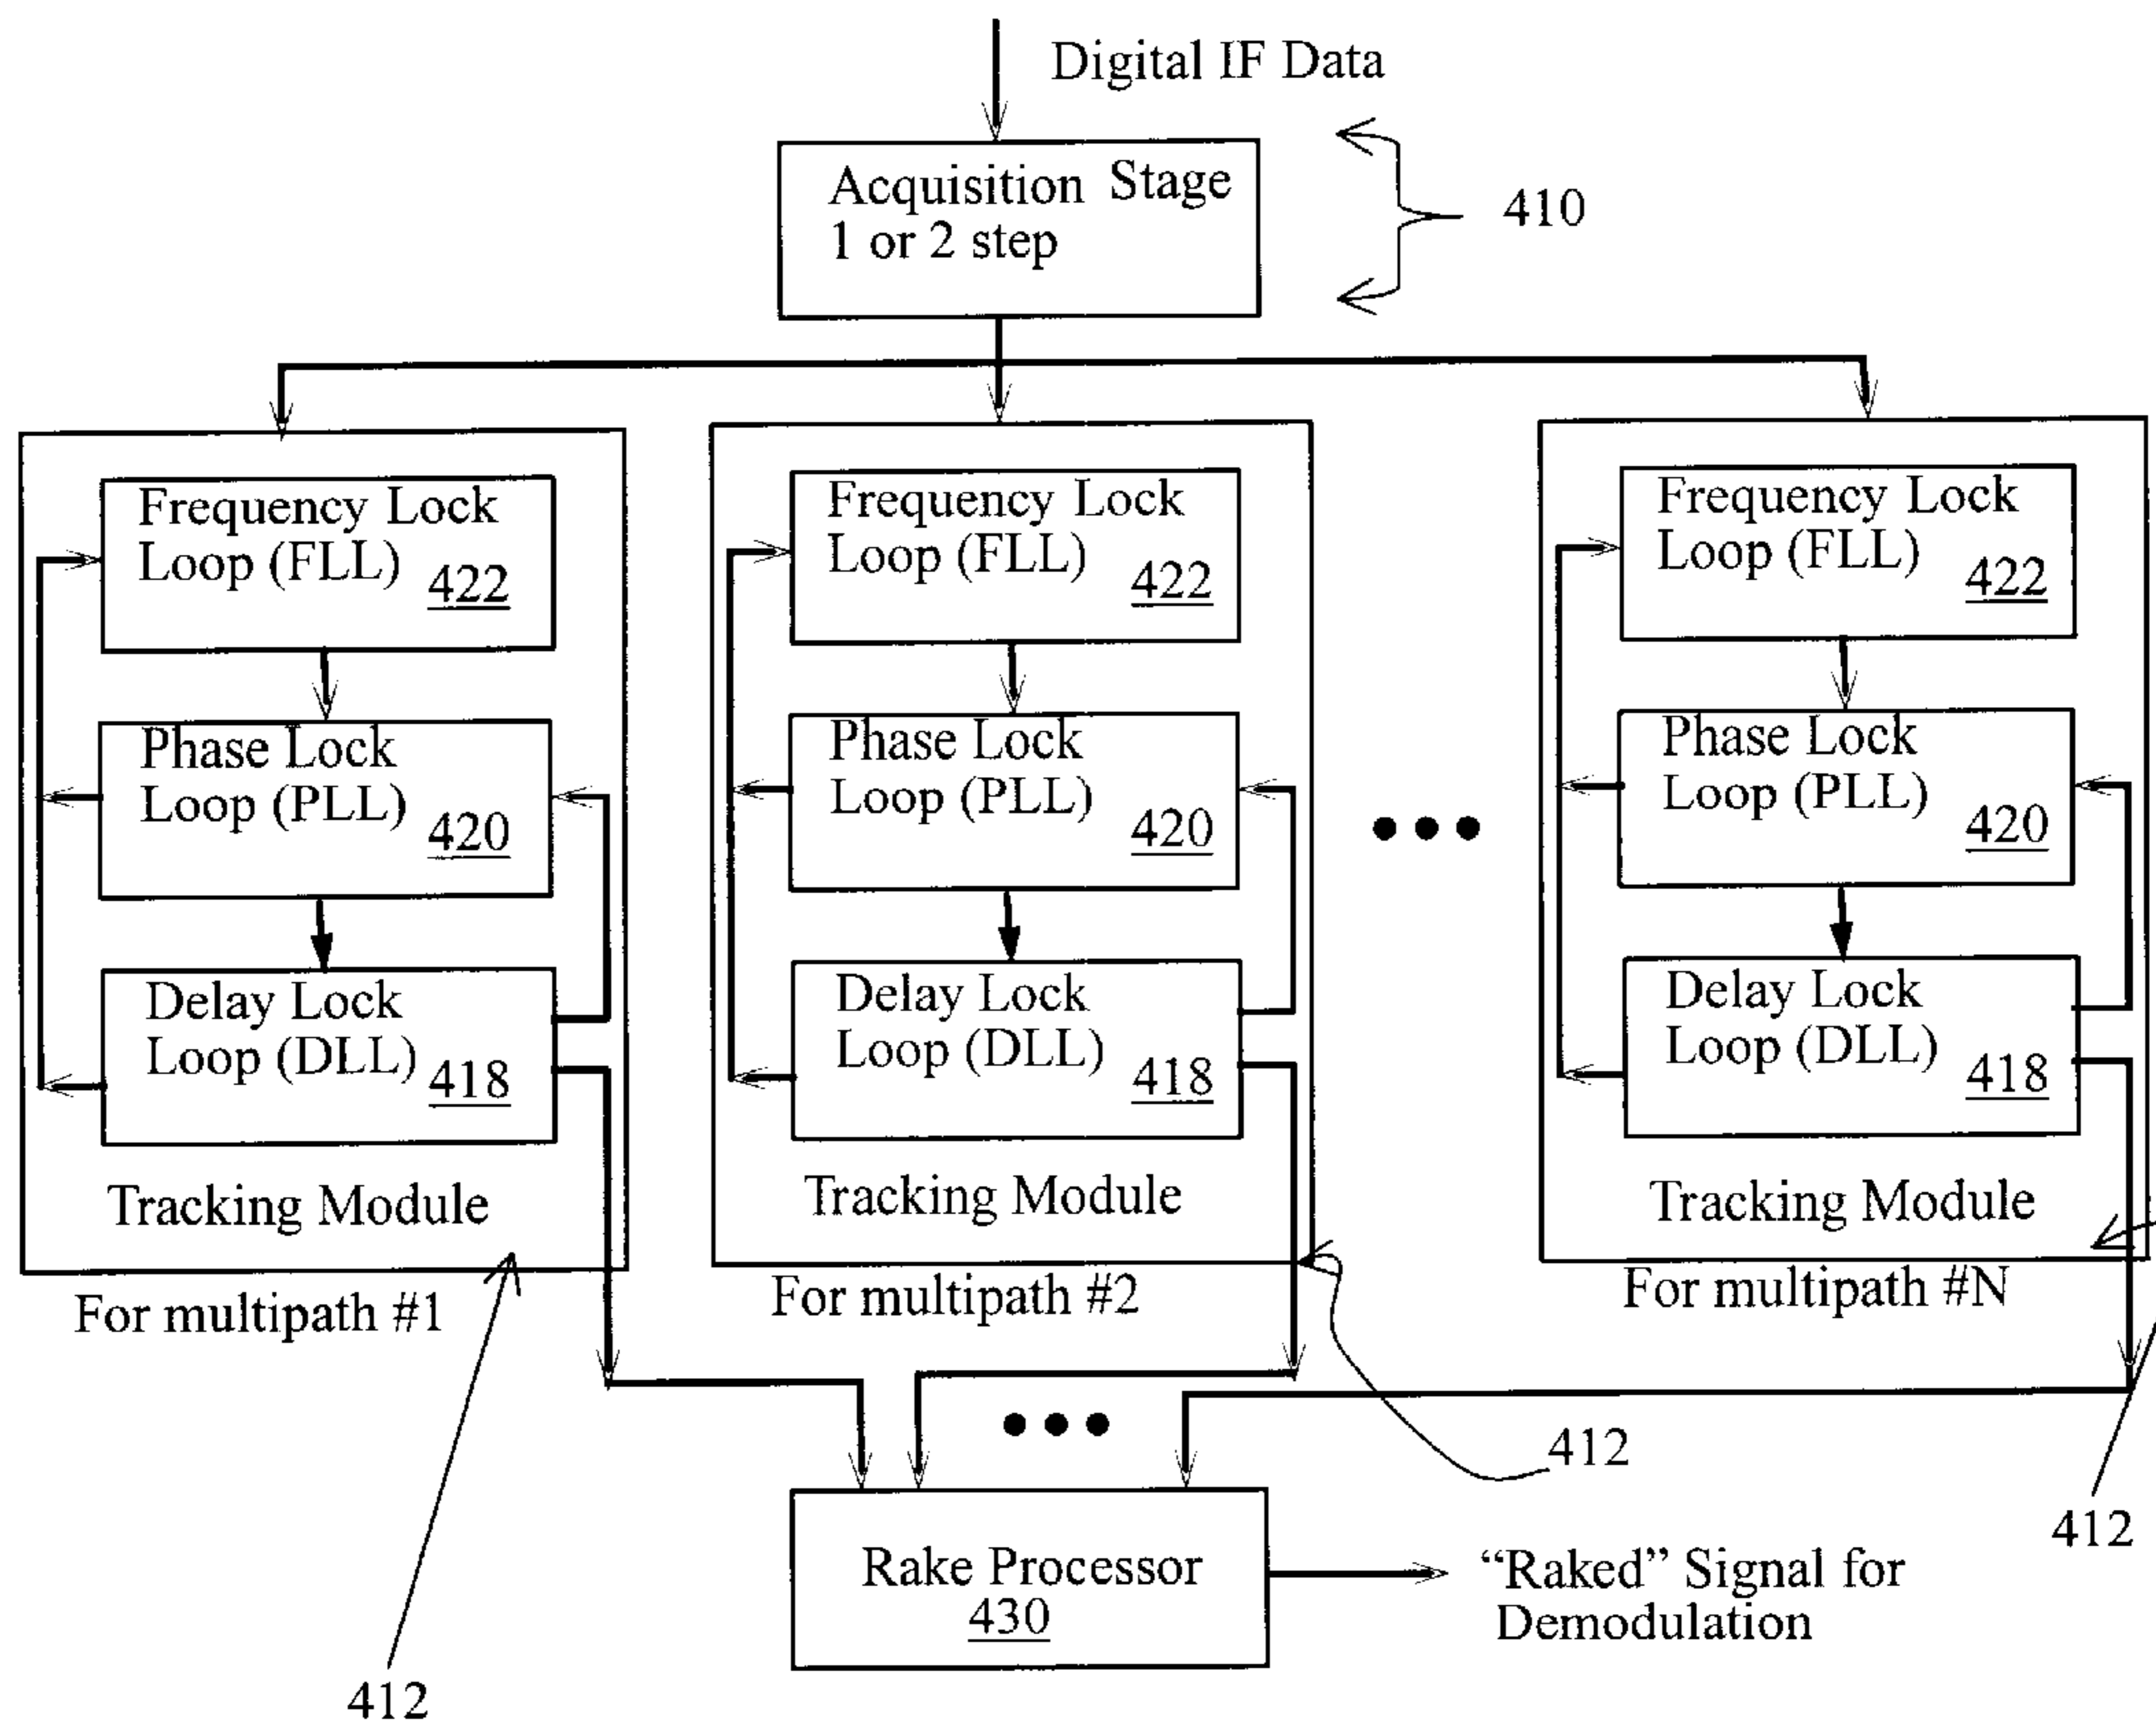 Digital IF Data
Acquisition Stage
1 or 2 step
410
Frequency Lock
Loop (FLL)
422
Phase Lock
Loop (PLL)
420
Delay Lock
Loop (DLL)
418
Tracking Module
For multipath #1
Frequency Lock
Loop (FLL)
422
Phase Lock
Loop (PLL)
420
Delay Lock
Loop (DLL)
418
Tracking Module
For multipath #2
Frequency Lock
Loop (FLL)
422
Phase Lock
Loop (PLL)
420
Delay Lock
Loop (DLL)
418
Tracking Module
For multipath #N
412
412
Rake Processor
430
“Raked” Signal for
Demodulation
412